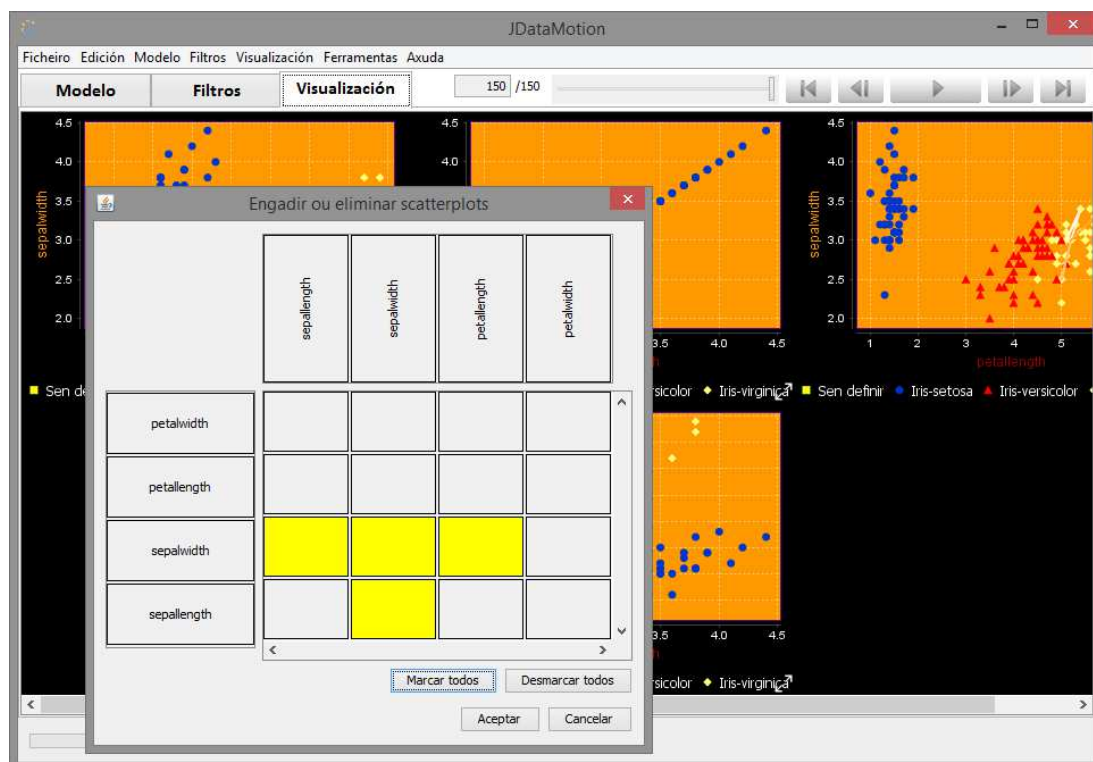 JDataMotion
Ficheiro Edición Modelo Filtros Visualización Ferramentas Axuda
Modelo Filtros Visualización 150 /150
4.5 4.5 4.5
4.0 4.0 4.0
Engadir ou eliminar scatterplots
sepalwidth 3.5 sepalwidth 3.5
3.0 3.0
2.5 2.5
2.0 2.0
sepallength sepalwidth petallength petalwidth
3.5 4.0 4.5 1 2 3 4 5
petallength
Sen de sicolor Iris-virginica Sen definir Iris-setosa Iris-versicolor
petalwidth
petallength
sepalwidth
sepallength
3.5 4.0 4.5
Marcar todos Desmarcar todos sicolor Iris-virginica
Aceptar Cancelar